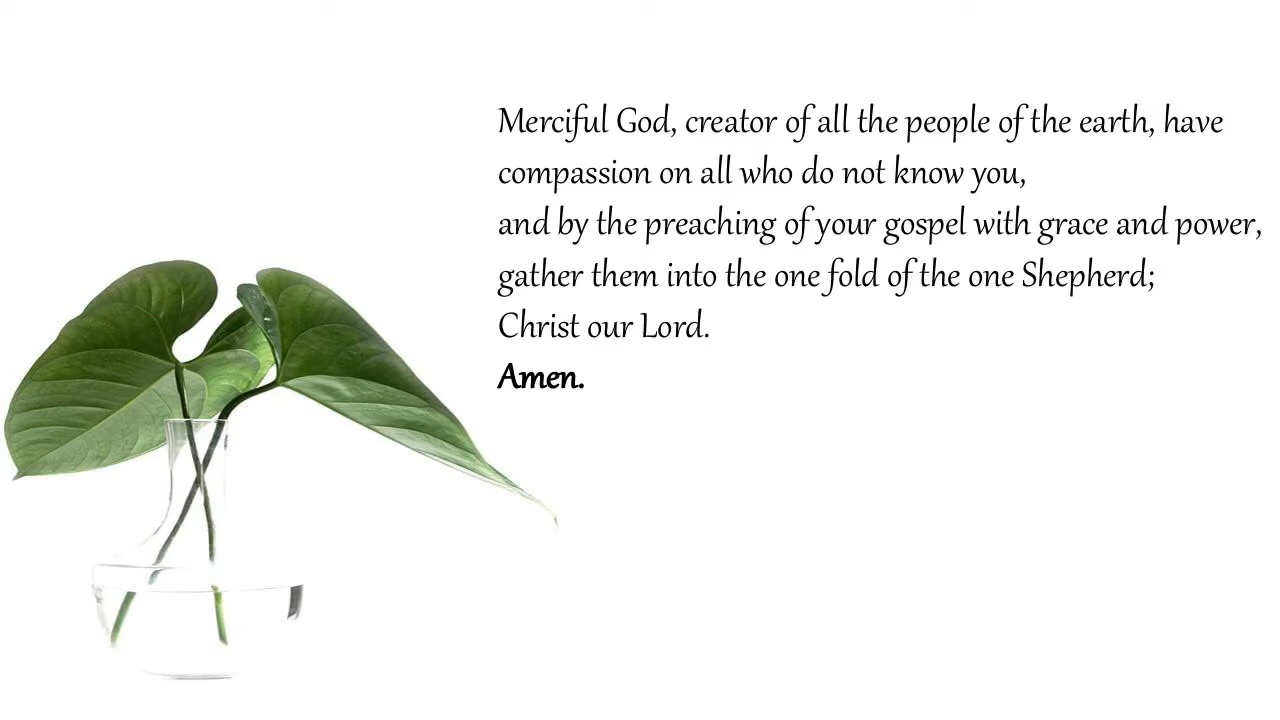 Merciful God, creator of all the people of the earth, have
compassion on all who do not know you,
and by the preaching of your gospel with grace and power,
gather them into the one fold of the one Shepherd;
Christ our Lord.
Amen.